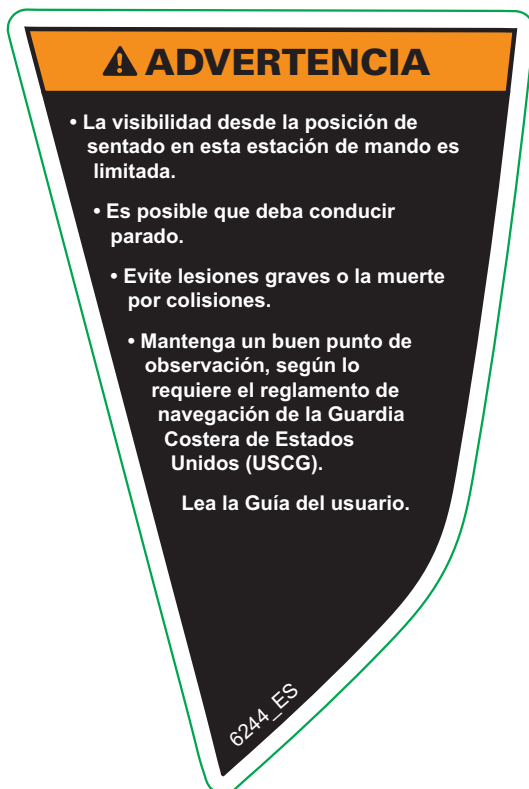 ADVERTENCIA
• La visibilidad desde la posición de
sentado en esta estación de mando es
limitada.
• Es posible que deba conducir
parado.
• Evite lesiones graves o la muerte
por colisiones.
• Mantenga un buen punto de
observación, según lo
requiere el reglamento de
navegación de la Guardia
Costera de Estados
Unidos (USCG).
Lea la Guía del usuario.
6244_ES